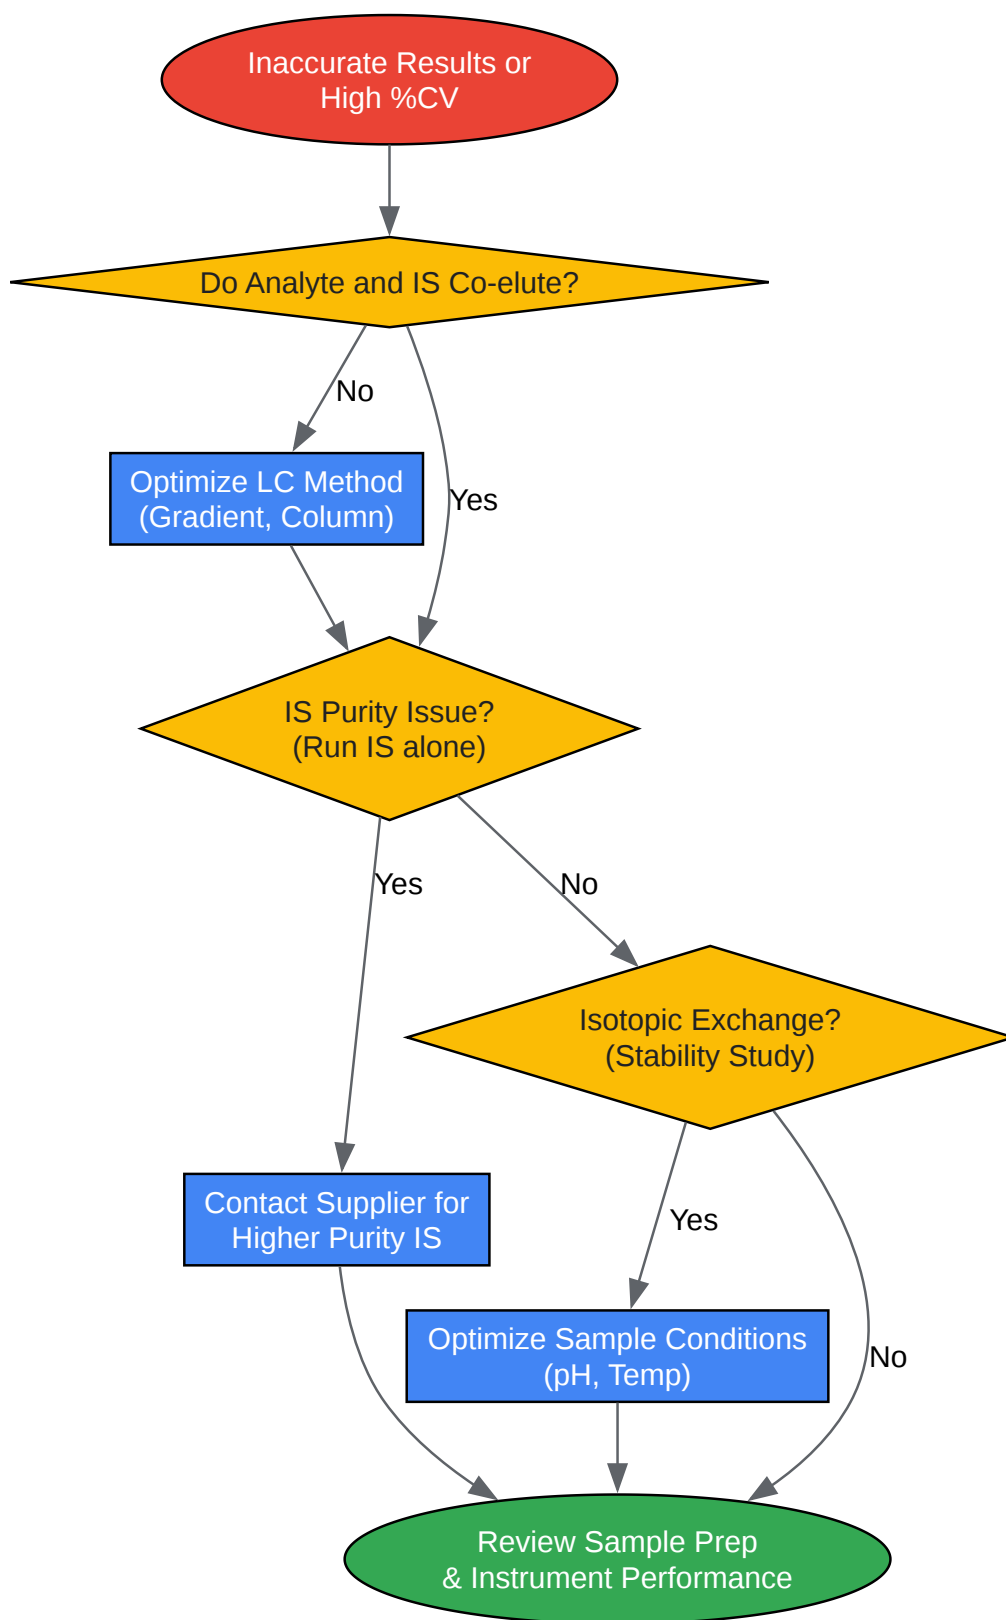 Inaccurate Results or
High %CV
Do Analyte and IS Co-elute?
No
Optimize LC Method
(Gradient, Column)
Yes
IS Purity Issue?
(Run IS alone)
Yes
No
Isotopic Exchange?
(Stability Study)
Contact Supplier for
Higher Purity IS
Yes
Optimize Sample Conditions
(pH, Temp)
No
Review Sample Prep
& Instrument Performance